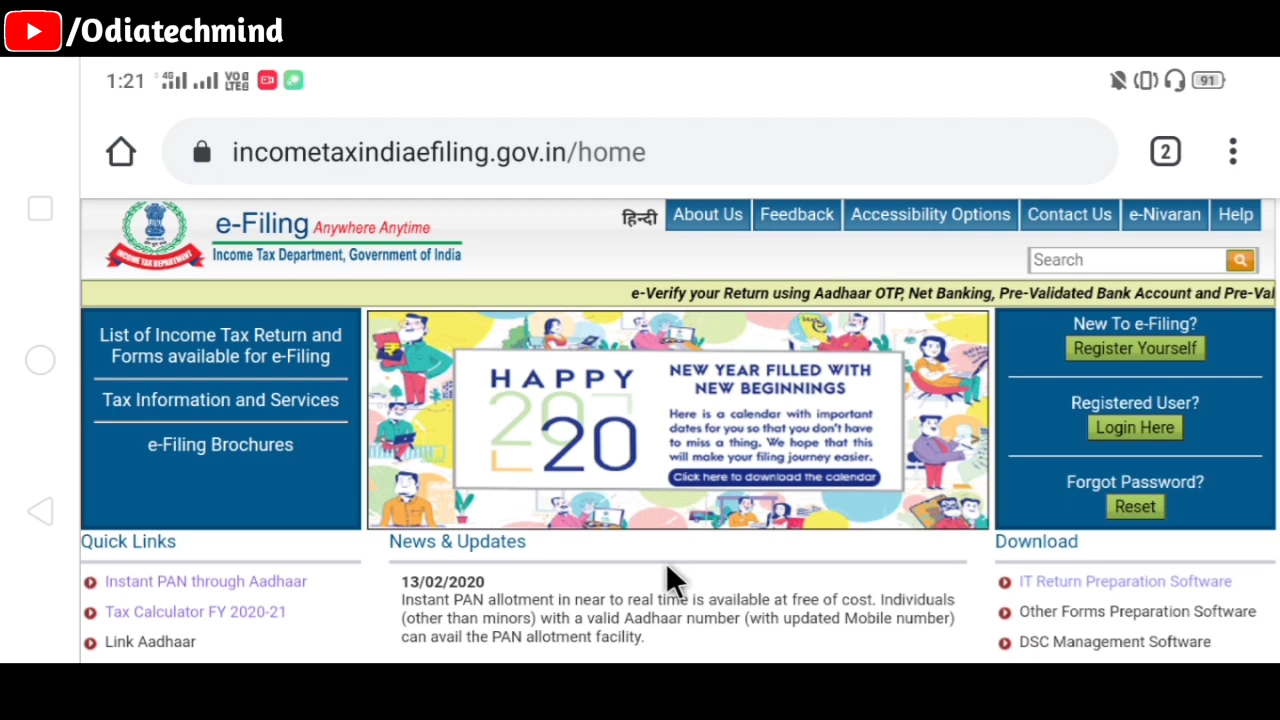 /Odiatechmind
1:21 4G VoD LTE 91
incometaxindiaefiling.gov.in/home 2
e-Filing Anywhere Anytime
Income Tax Department, Government of India
INCOME TAX DEPARTMENT
हिन्दी About Us Feedback Accessibility Options Contact Us e-Nivaran Help
Search
e-Verify your Return using Aadhaar OTP, Net Banking, Pre-Validated Bank Account and Pre-Val
List of Income Tax Return and
Forms available for e-Filing
Tax Information and Services
e-Filing Brochures
HAPPY
20
20
NEW YEAR FILLED WITH
NEW BEGINNINGS
Here is a calendar with important
dates for you so that you don't have
to miss a thing. We hope that this
will make your filing journey easier.
Click here to download the calendar
New To e-Filing?
Register Yourself
Registered User?
Login Here
Forgot Password?
Reset
Quick Links
Instant PAN through Aadhaar
Tax Calculator FY 2020-21
Link Aadhaar
News & Updates
13/02/2020
Instant PAN allotment in near to real time is available at free of cost. Individuals
(other than minors) with a valid Aadhaar number (with updated Mobile number)
can avail the PAN allotment facility.
Download
IT Return Preparation Software
Other Forms Preparation Software
DSC Management Software